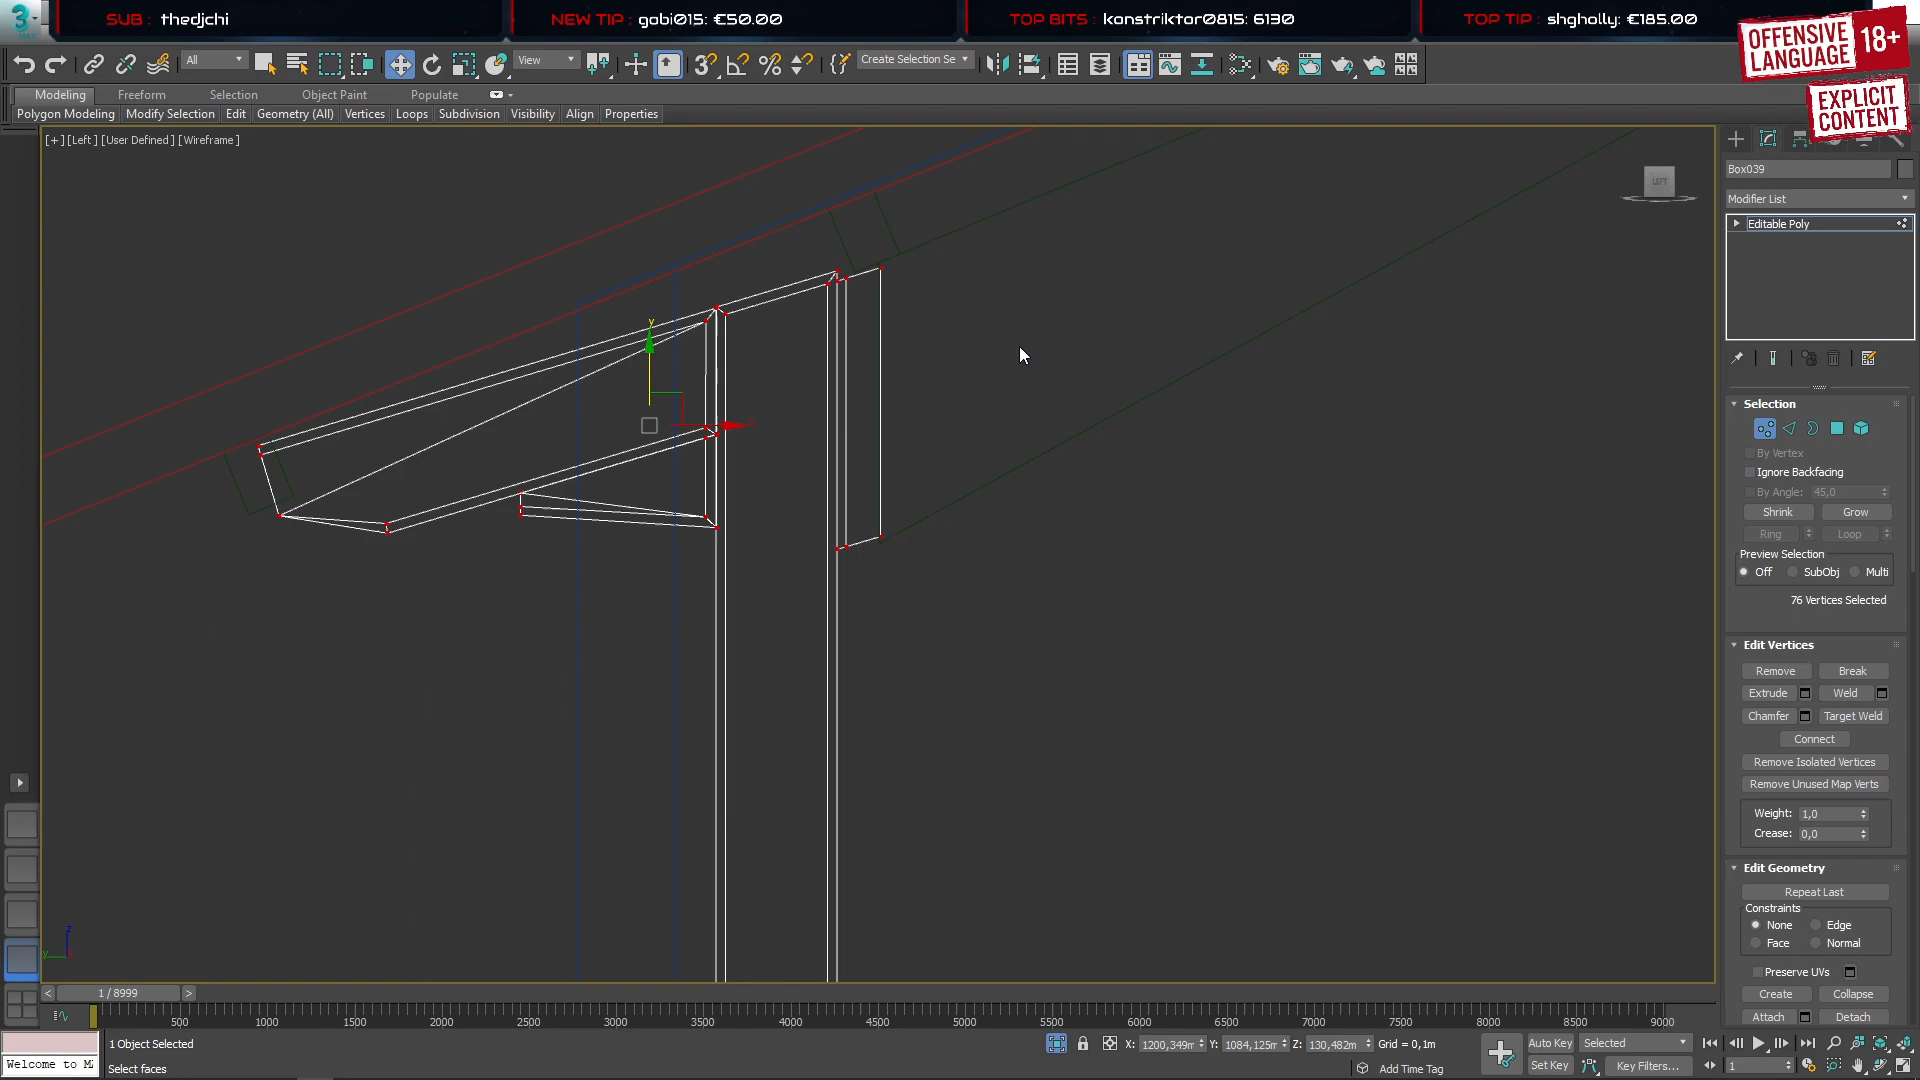 SUB : thedjchi
NEW TIP : gobi015: €50.00
TOP BITS : konstriktor0815: 6130
TOP TIP : shgholly: €185.00
OFFENSIVE LANGUAGE 18+
EXPLICIT CONTENT
3
All
View
Create Selection Se
Modeling Freeform Selection Object Paint Populate
Polygon Modeling Modify Selection Edit Geometry (All) Vertices Loops Subdivision Visibility Align Properties
[+] [Left ] [User Defined ] [Wireframe ]
LEFT
Box039
Modifier List
Editable Poly
Selection
By Vertex
Ignore Backfacing
By Angle: 45,0
Shrink Grow
Ring Loop
Preview Selection
Off SubObj Multi
76 Vertices Selected
Edit Vertices
Remove Break
Extrude Weld
Chamfer Target Weld
Connect
Remove Isolated Vertices
Remove Unused Map Verts
Weight: 1,0
Crease: 0,0
Edit Geometry
Repeat Last
Constraints
None Edge
Face Normal
Preserve UVs
Create Collapse
Attach Detach
y
z
y
< 1 / 8999 >
500 1000 1500 2000 2500 3000 3500 4000 4500 5000 5500 6000 6500 7000 7500 8000 8500 9000
1 Object Selected
X: 1200,349m Y: 1084,125m Z: 130,482m Grid = 0,1m
Auto Key Selected
Welcome to M
Select faces
Add Time Tag
Set Key Key Filters... 1